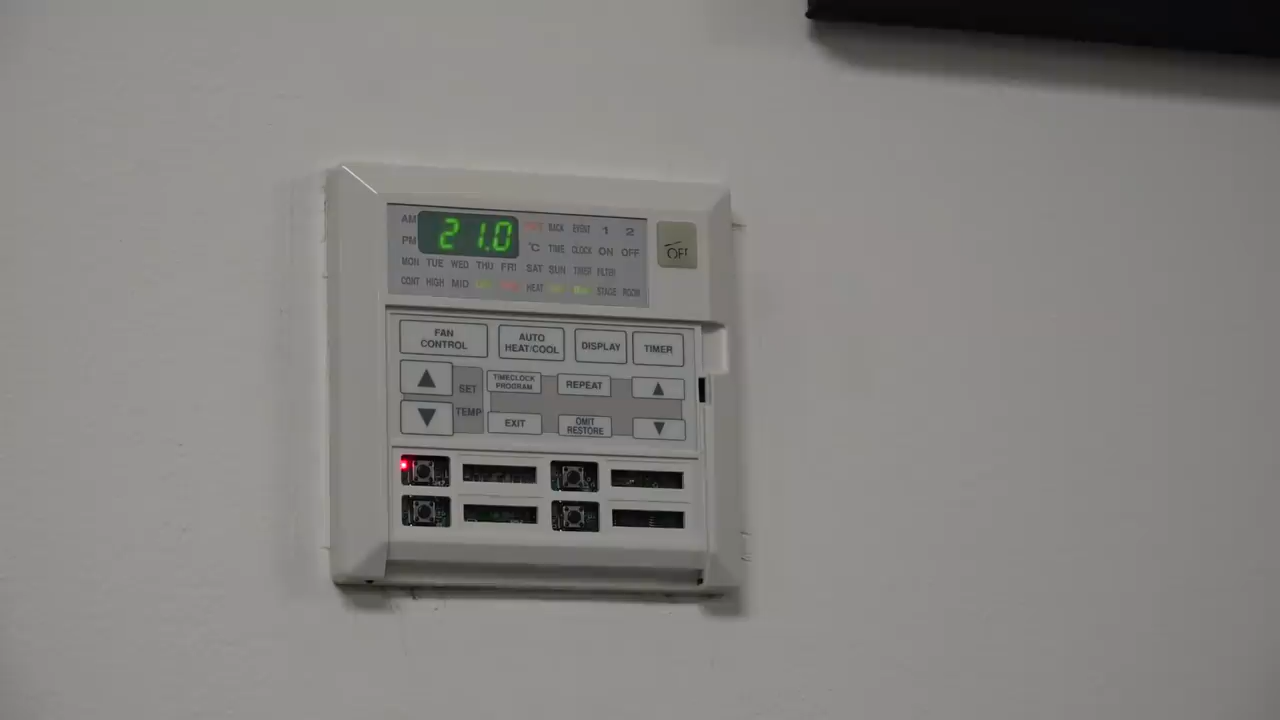 AM 21.0 BACK EVENT 1 2
PM °C TIME CLOCK ON OFF
MON TUE WED THU FRI SAT SUN TIMER FILTER
CONT HIGH MID HEAT STAGE ROOM
OFF
FAN CONTROL
AUTO HEAT/COOL
DISPLAY
TIMER
SET
TEMP
TIMECLOCK PROGRAM
REPEAT
EXIT
OMIT RESTORE